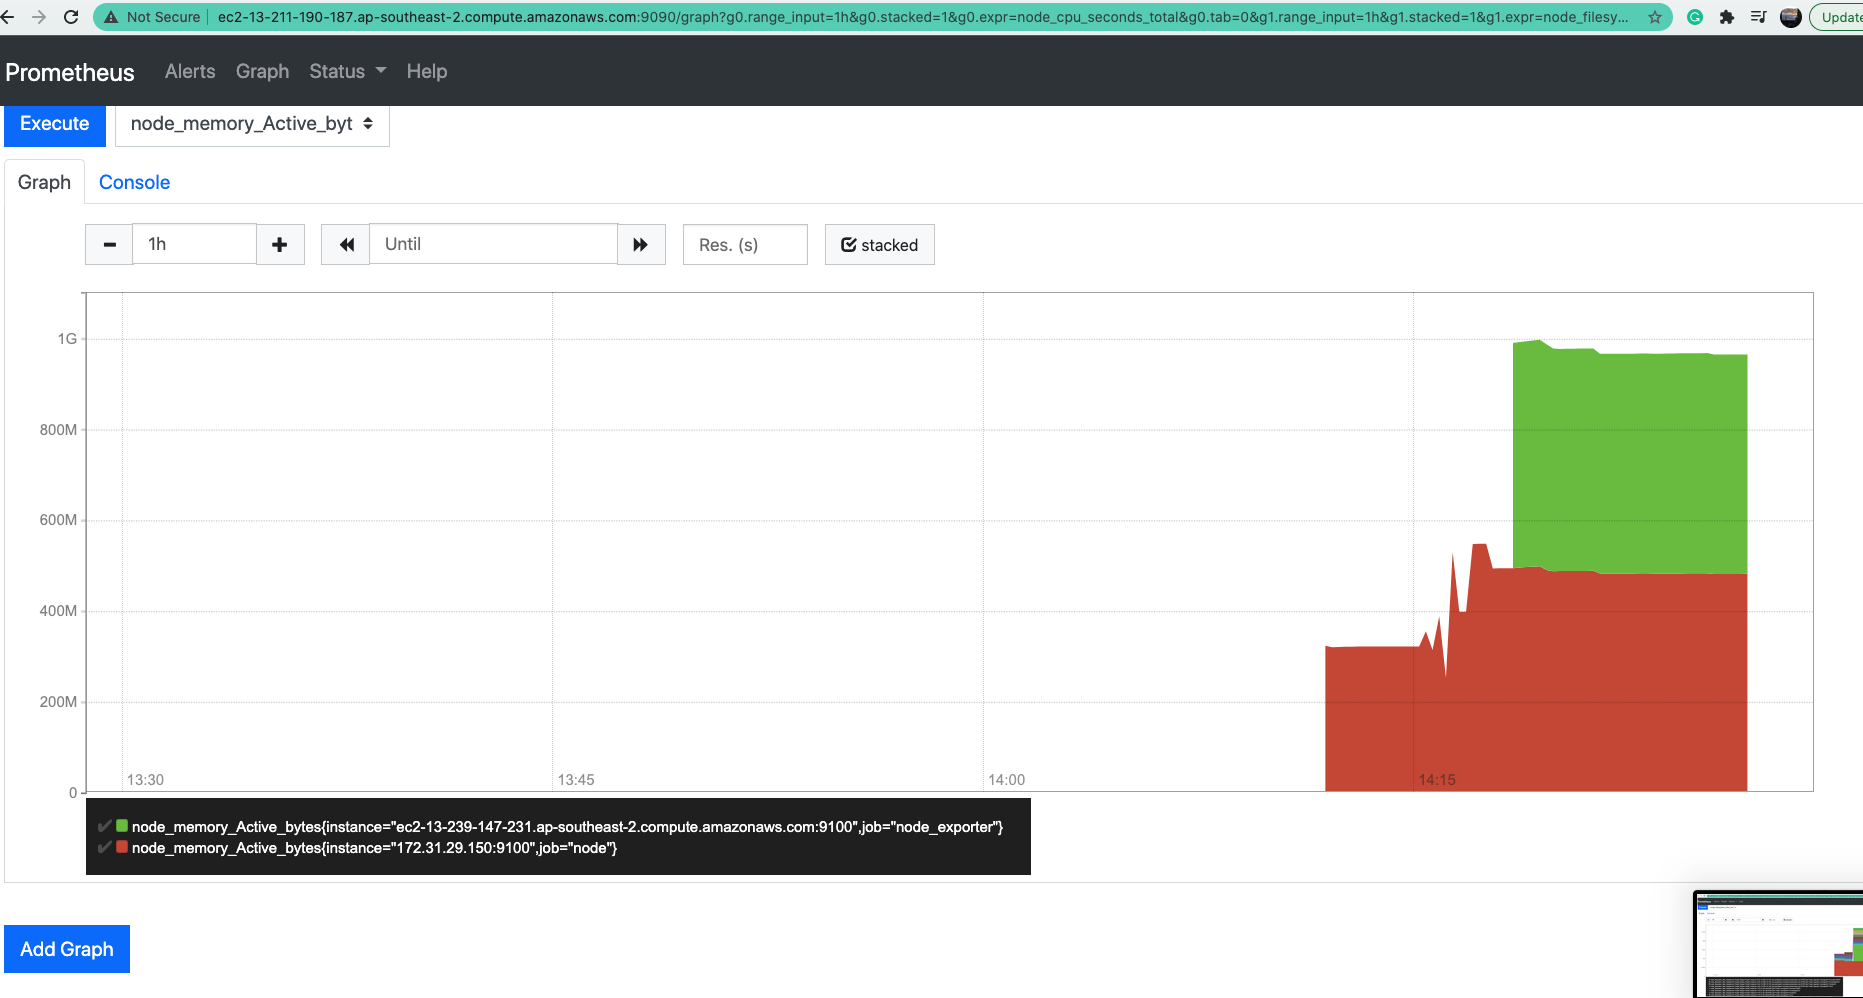 Not Secure
ec2-13-211-190-187.ap-southeast-2.compute.amazonaws.com:9090/graph?g0.range_input=1h&g0.stacked=1&g0.expr=node_cpu_seconds_total&g0.tab=0&g1.range_input=1h&g1.stacked=1&g1.expr=node_filesy...
Update
Prometheus Alerts Graph Status Help
Execute node_memory_Active_byt
Graph Console
1h Until Res. (s) stacked
1G
800M
600M
400M
200M
0
13:30 13:45 14:00 14:15
node_memory_Active_bytes{instance="ec2-13-239-147-231.ap-southeast-2.compute.amazonaws.com:9100",job="node_exporter"}
node_memory_Active_bytes{instance="172.31.29.150:9100",job="node"}
Add Graph